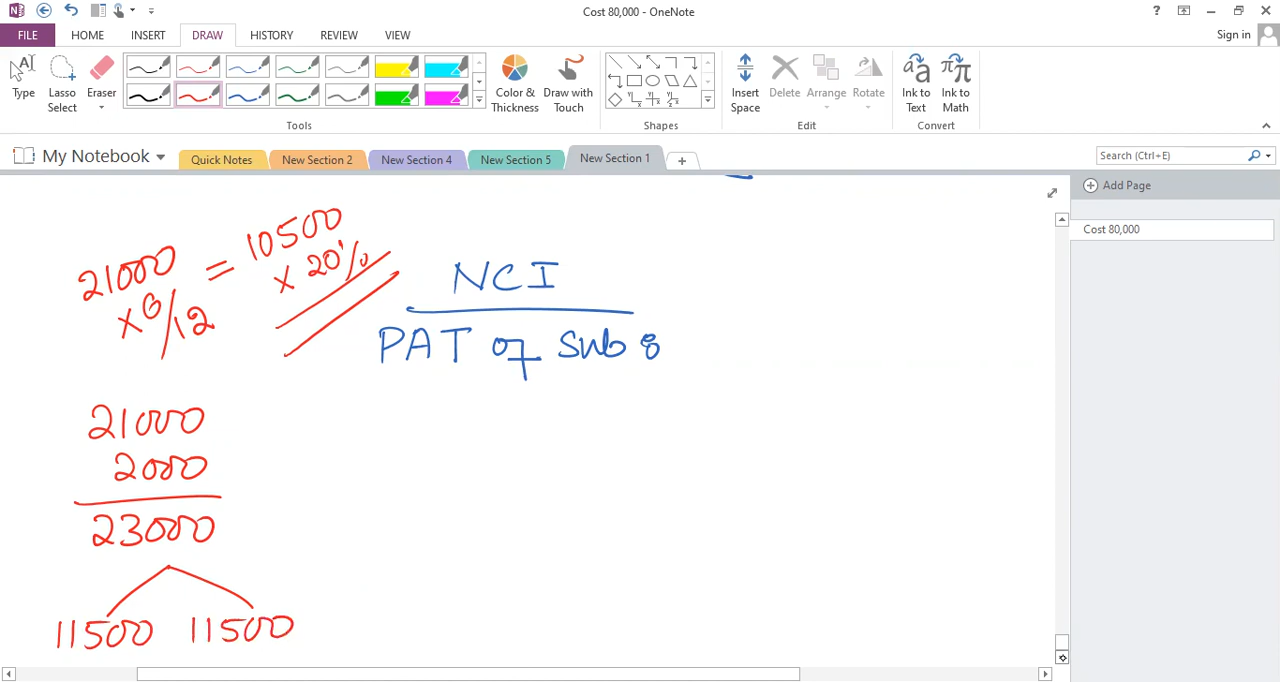 Cost 80,000 - OneNote
FILE HOME INSERT DRAW HISTORY REVIEW VIEW
Sign in
Type
Lasso Select
Eraser
Color & Thickness
Draw with Touch
Insert Space
Delete
Arrange
Rotate
Ink to Text
Ink to Math
Tools
Shapes
Edit
Convert
My Notebook
Quick Notes
New Section 2
New Section 4
New Section 5
New Section 1
Search (Ctrl+E)
Add Page
Cost 80,000
21000 = 10500
x 6/12 x 20%
NCI
PAT of Sub 8
21000
2000
23000
11500 11500